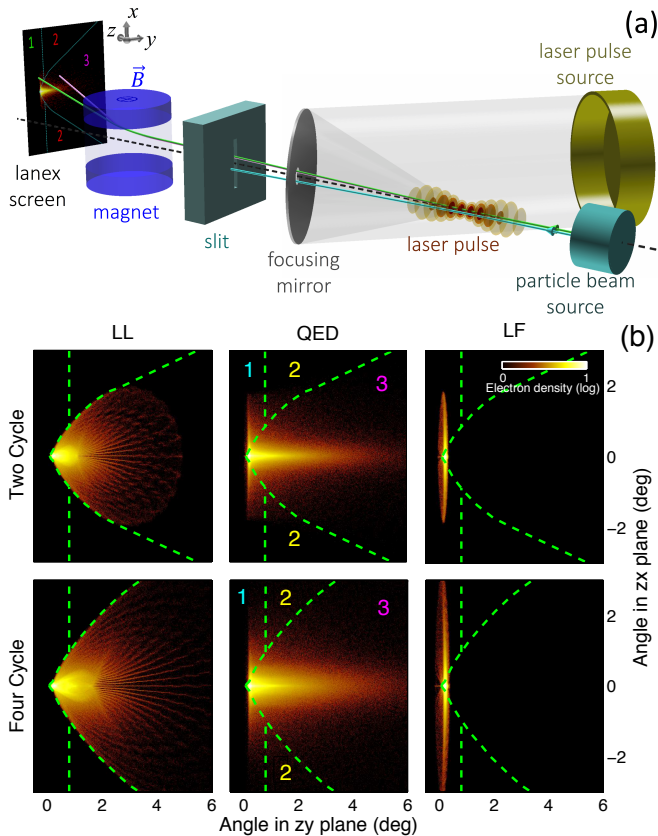 (a)
x
z y
1 2 3
2
B
laser pulse
source
lanex
screen
magnet
slit
focusing
mirror
laser pulse
particle beam
source
(b)
LL QED LF
Two Cycle
1 2 3
2
0 1
Electron density (log)
2
0
−2
Angle in zx plane (deg)
Four Cycle
1 2 3
2
2
0
−2
0 2 4 6 0 2 4 6 0 2 4 6
Angle in zy plane (deg)